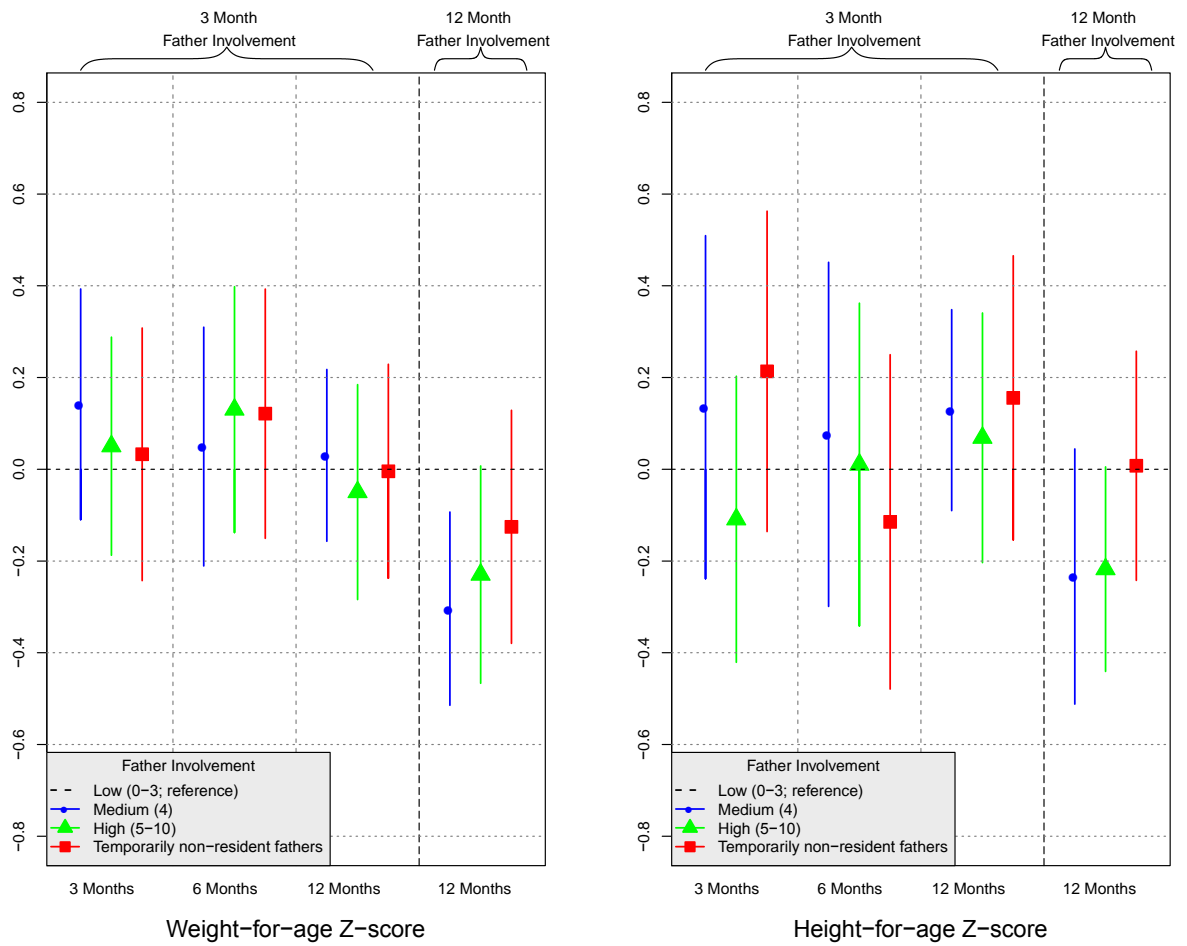 3 Month
Father Involvement
12 Month
Father Involvement
0.8
0.6
0.4
0.2
0.0
−0.2
−0.4
−0.6
−0.8
Father Involvement
Low (0−3; reference)
Medium (4)
High (5−10)
Temporarily non−resident fathers
3 Months 6 Months 12 Months 12 Months
Weight−for−age Z−score
3 Month
Father Involvement
12 Month
Father Involvement
0.8
0.6
0.4
0.2
0.0
−0.2
−0.4
−0.6
−0.8
Father Involvement
Low (0−3; reference)
Medium (4)
High (5−10)
Temporarily non−resident fathers
3 Months 6 Months 12 Months 12 Months
Height−for−age Z−score